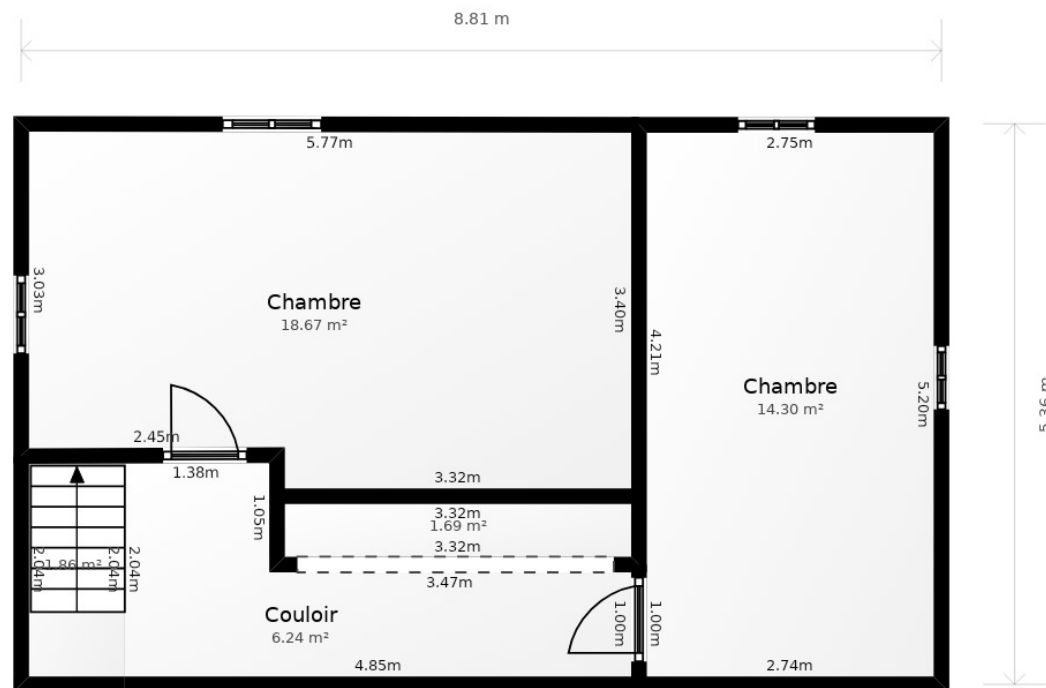 8.81 m
5.77m
2.75m
3.03m
Chambre
18.67 m²
3.40m
4.21m
Chambre
14.30 m²
5.20m
2.45m
1.38m
3.32m
1.05m
3.32m
1.69 m²
3.32m
3.47m
2.04m
1.86 m²
2.04m
2.04m
Couloir
6.24 m²
1.00m
1.00m
4.85m
2.74m